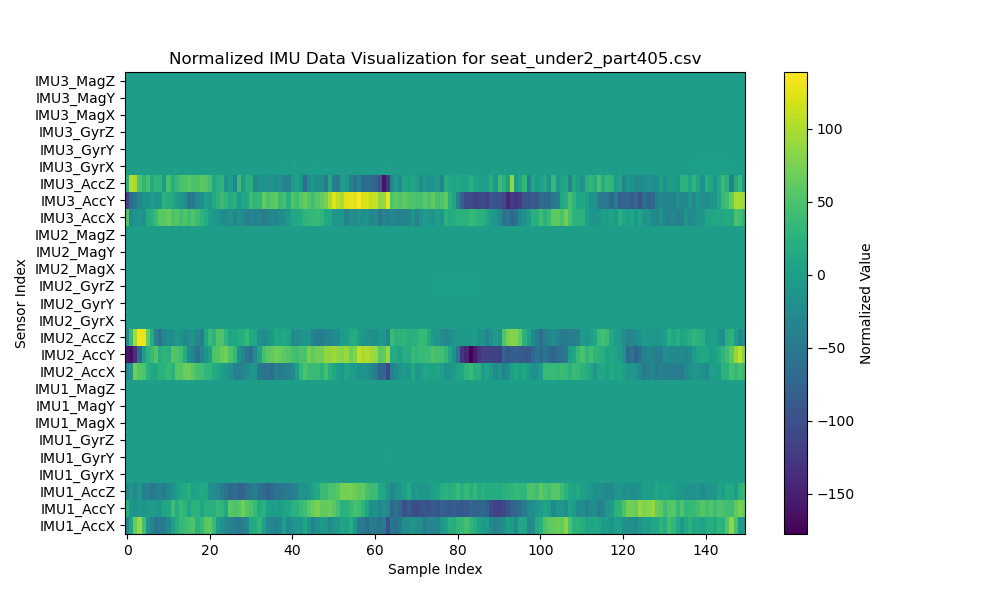 Normalized IMU Data Visualization for seat_under2_part405.csv
Sensor Index
IMU3_MagZ
IMU3_MagY
IMU3_MagX
IMU3_GyrZ
IMU3_GyrY
IMU3_GyrX
IMU3_AccZ
IMU3_AccY
IMU3_AccX
IMU2_MagZ
IMU2_MagY
IMU2_MagX
IMU2_GyrZ
IMU2_GyrY
IMU2_GyrX
IMU2_AccZ
IMU2_AccY
IMU2_AccX
IMU1_MagZ
IMU1_MagY
IMU1_MagX
IMU1_GyrZ
IMU1_GyrY
IMU1_GyrX
IMU1_AccZ
IMU1_AccY
IMU1_AccX
0 20 40 60 80 100 120 140
Sample Index
100
50
0
−50
−100
−150
Normalized Value